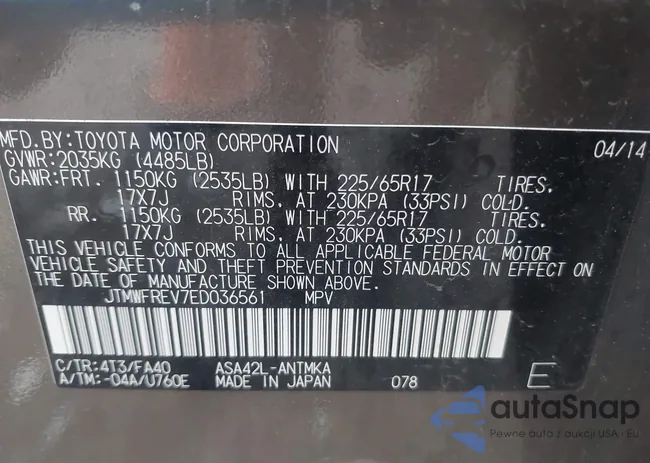 MFD.BY:TOYOTA MOTOR CORPORATION 04/14
GVWR:2035KG (4485LB)
GAWR:FRT. 1150KG (2535LB) WITH 225/65R17 TIRES.
17X7J RIMS. AT 230KPA (33PSI) COLD.
RR. 1150KG (2535LB) WITH 225/65R17 TIRES.
17X7J RIMS. AT 230KPA (33PSI) COLD.
THIS VEHICLE CONFORMS TO ALL APPLICABLE FEDERAL MOTOR
VEHICLE SAFETY AND THEFT PREVENTION STANDARDS IN EFFECT ON
THE DATE OF MANUFACTURE SHOWN ABOVE.
JTMWFREV7ED036561 MPV
C/TR:4T3/FA40 ASA42L-ANTMKA
A/TM:-04A/U760E MADE IN JAPAN 078 E
autaSnap
Pewne auta z aukcji USA i EU